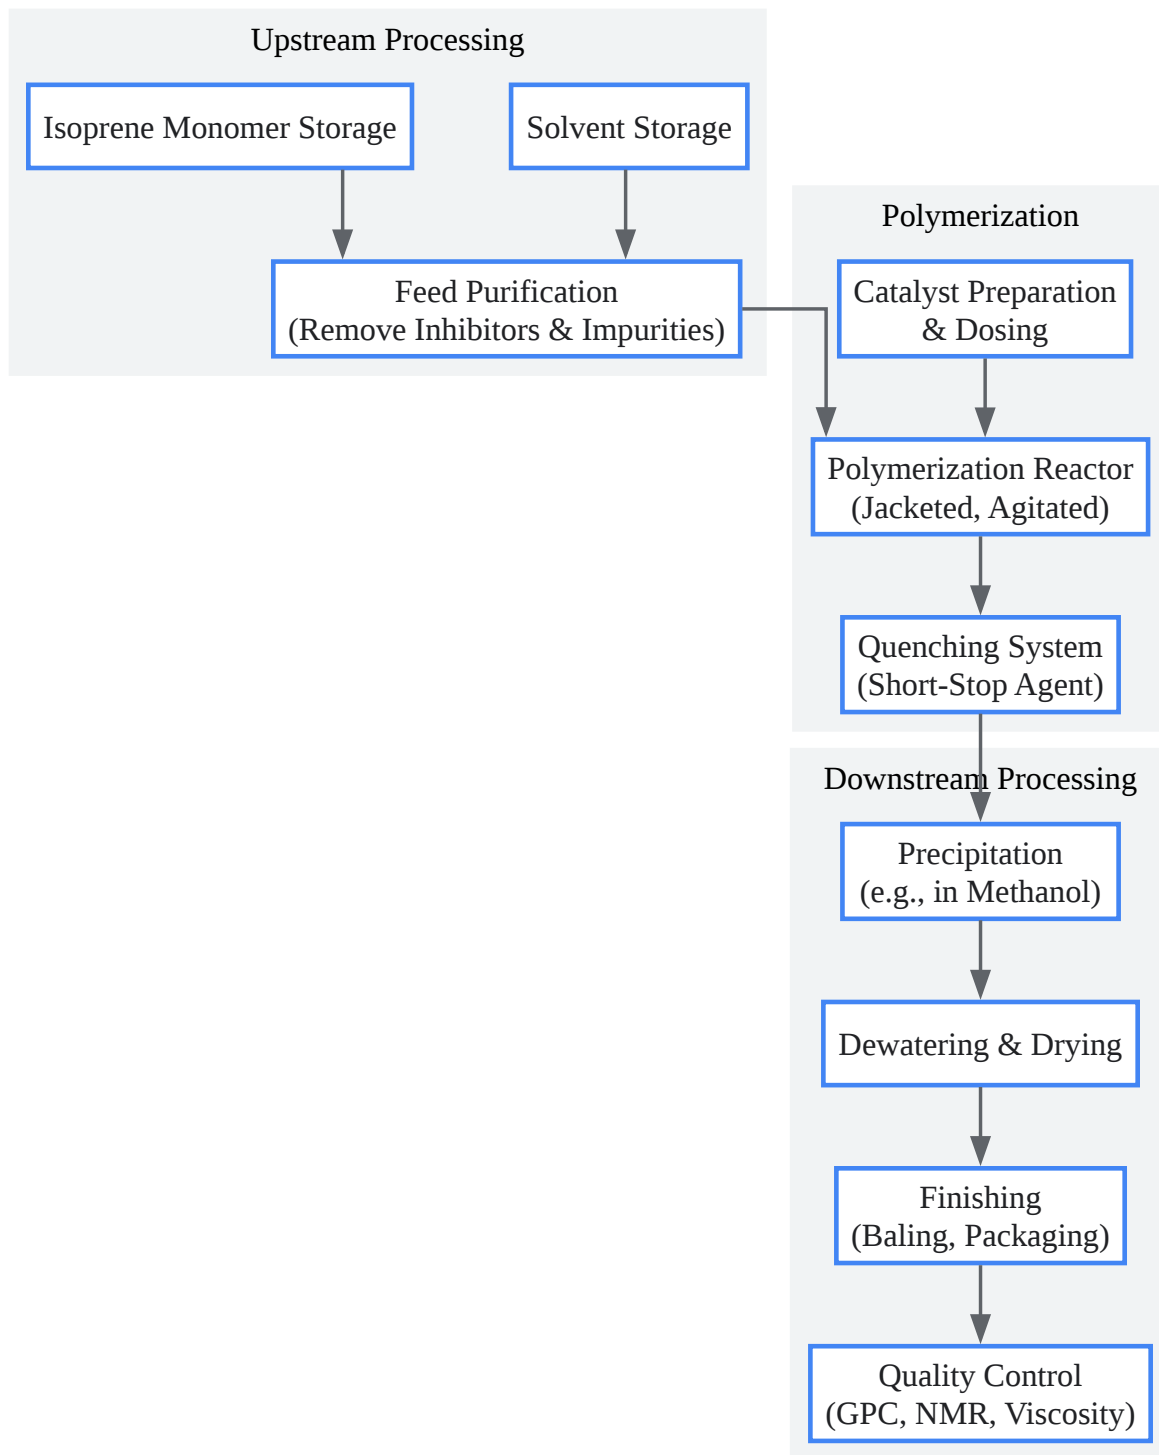 Upstream Processing
Isoprene Monomer Storage
Solvent Storage
Feed Purification
(Remove Inhibitors & Impurities)
Polymerization
Catalyst Preparation
& Dosing
Polymerization Reactor
(Jacketed, Agitated)
Quenching System
(Short-Stop Agent)
Downstream Processing
Precipitation
(e.g., in Methanol)
Dewatering & Drying
Finishing
(Baling, Packaging)
Quality Control
(GPC, NMR, Viscosity)